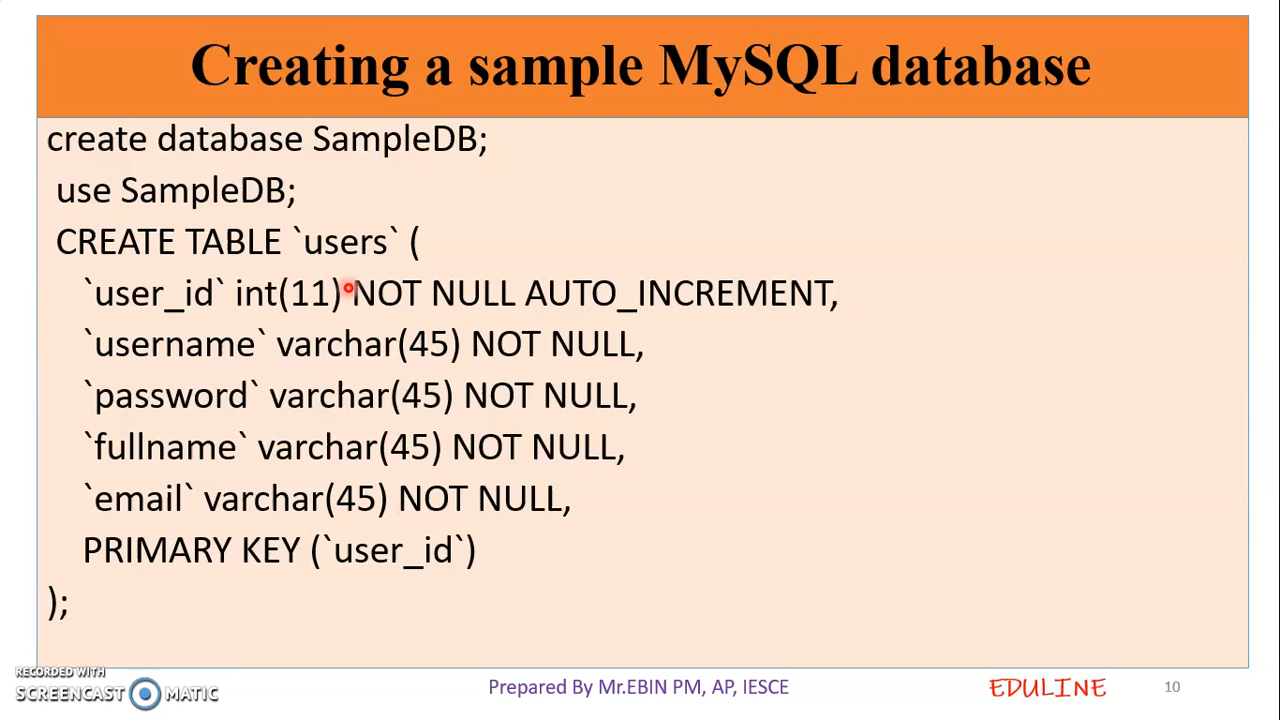 Creating a sample MySQL database
create database SampleDB;
use SampleDB;
CREATE TABLE `users` (
`user_id` int(11) NOT NULL AUTO_INCREMENT,
`username` varchar(45) NOT NULL,
`password` varchar(45) NOT NULL,
`fullname` varchar(45) NOT NULL,
`email` varchar(45) NOT NULL,
PRIMARY KEY (`user_id`)
);
RECORDED WITH
SCREENCAST MATIC
Prepared By Mr.EBIN PM, AP, IESCE
EDULINE
10